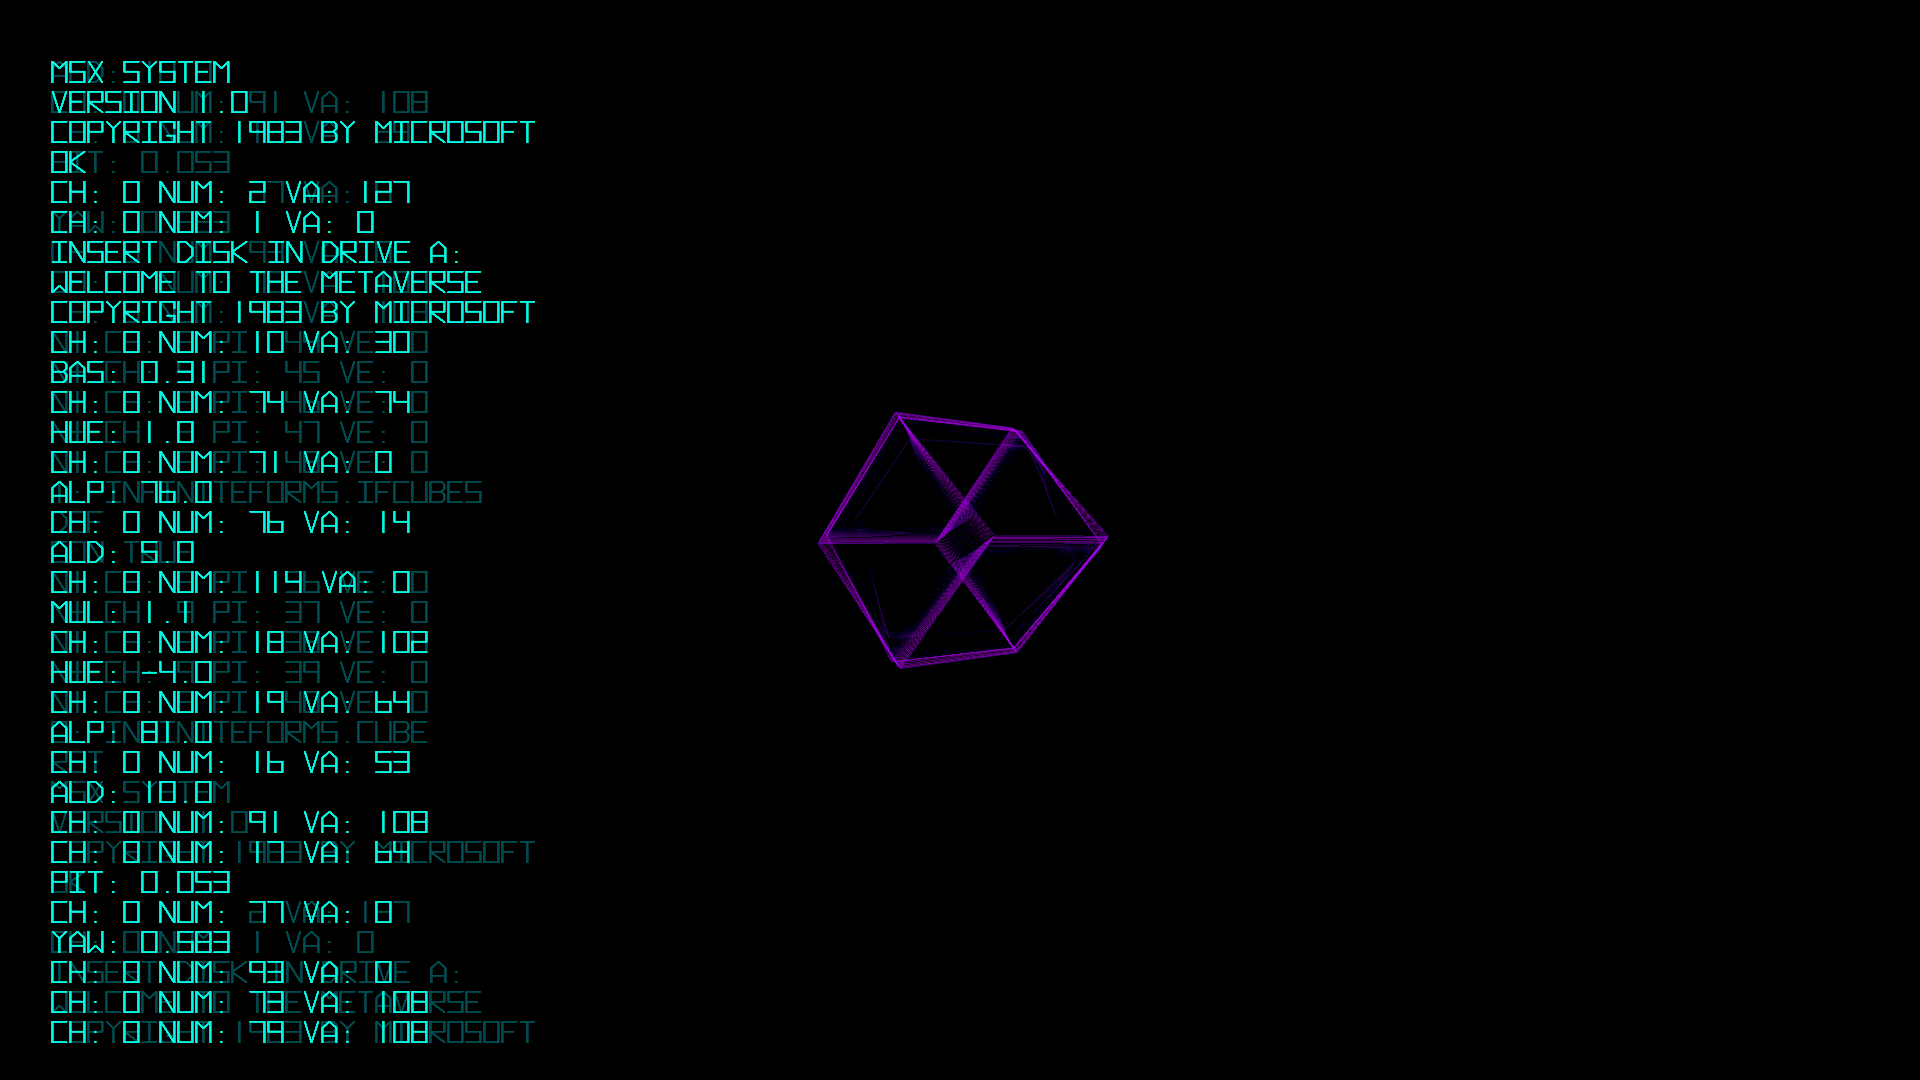 MSX SYSTEM
VERSION 1.0
COPYRIGHT 1983 BY MICROSOFT
OK
CH: 0 NUM: 2 VA: 127
CH: 0 NUM: 1 VA: 0
INSERT DISK IN DRIVE A:
WELCOME TO THE METAVERSE
COPYRIGHT 1983 BY MICROSOFT
CH: 0 NUM: 10 VA: 30
BAS: 0.31
CH: 0 NUM: 74 VA: 74
HUE: 1.0
CH: 0 NUM: 71 VA: 0
ALP: 76.0
CH: 0 NUM: 76 VA: 14
ALD: 5.0
CH: 0 NUM: 114 VA: 0
MUL: 1.1
CH: 0 NUM: 18 VA: 102
HUE: -4.0
CH: 0 NUM: 19 VA: 64
ALP: 81.0
CH: 0 NUM: 16 VA: 53
ALD: 10.0
CH: 0 NUM: 91 VA: 108
CH: 0 NUM: 17 VA: 64
PIT: 0.053
CH: 0 NUM: 77 VA: 8
YAW: 0.583
CH: 0 NUM: 93 VA: 0
CH: 0 NUM: 73 VA: 108
CH: 0 NUM: 79 VA: 108